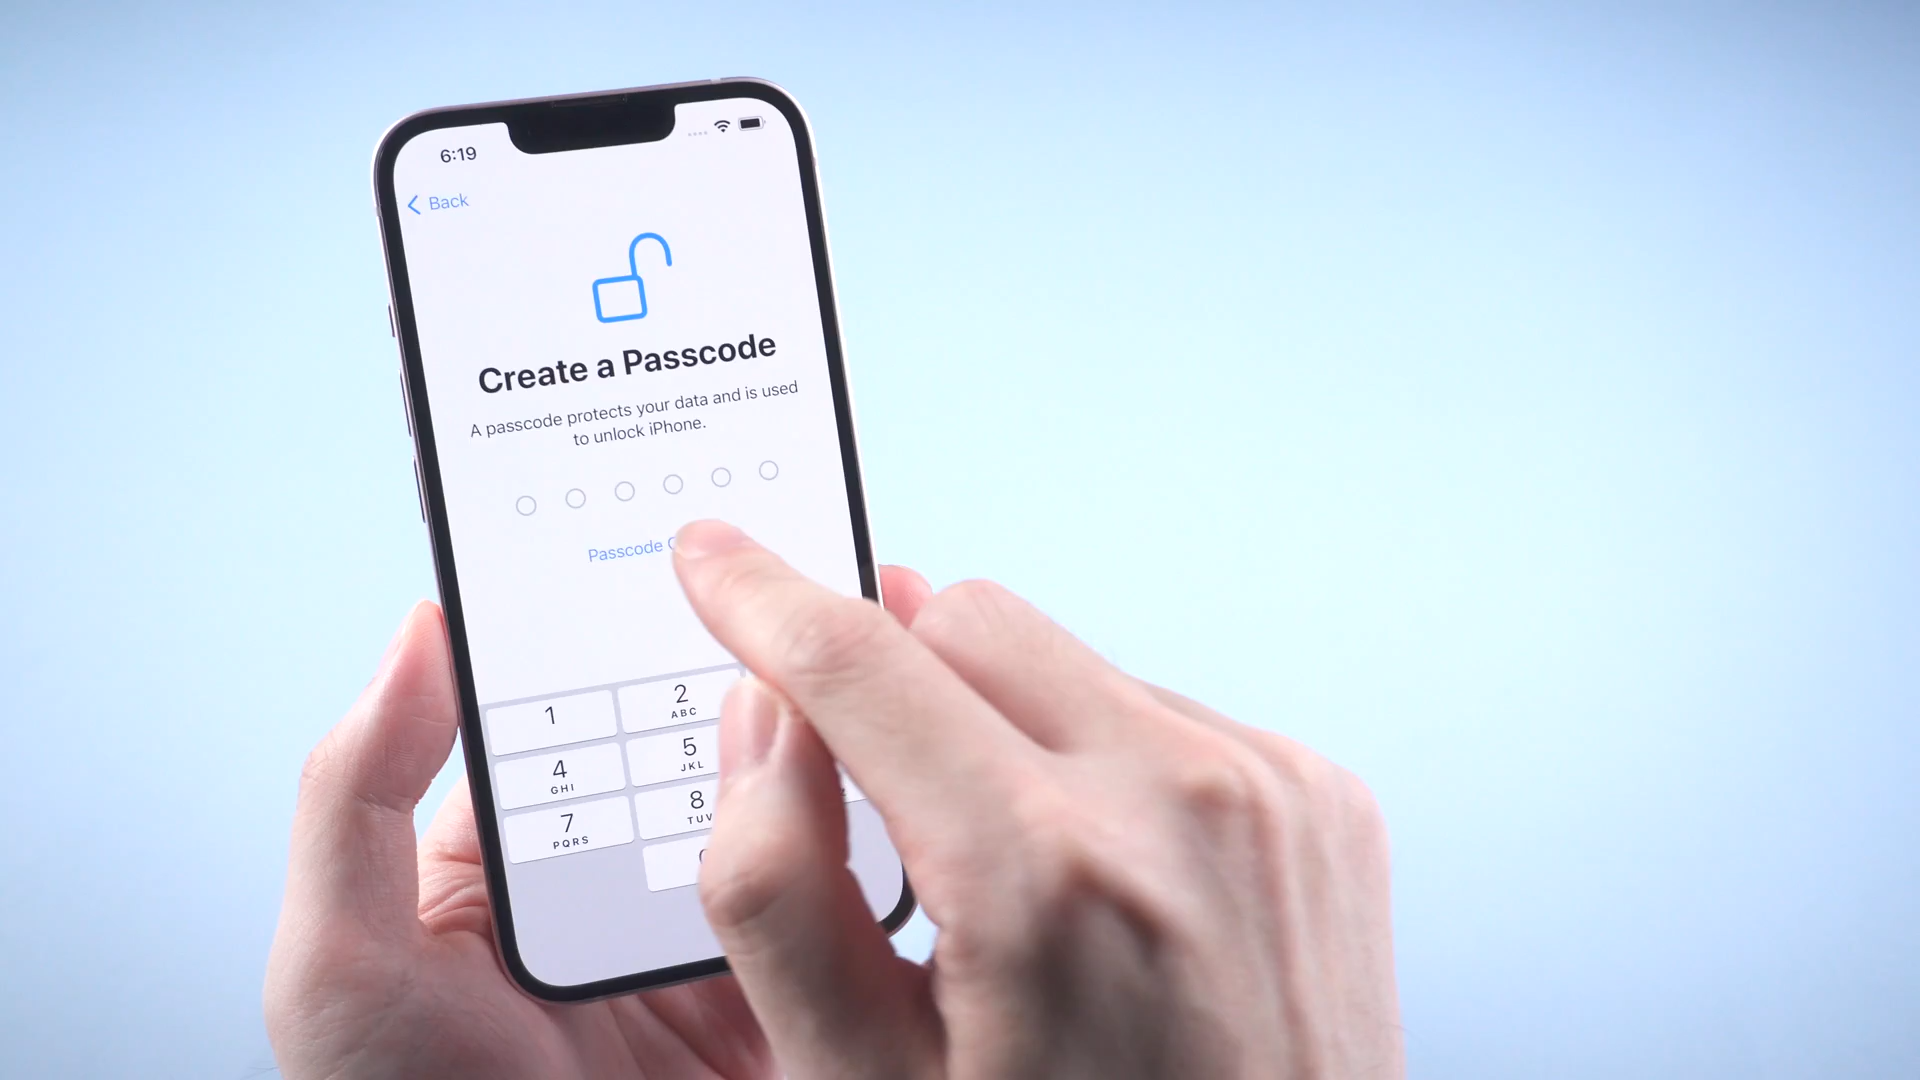 6:19
Back
Create a Passcode
A passcode protects your data and is used
to unlock iPhone.
Passcode
1
2
ABC
4
GHI
5
JKL
7
PQRS
8
TUV